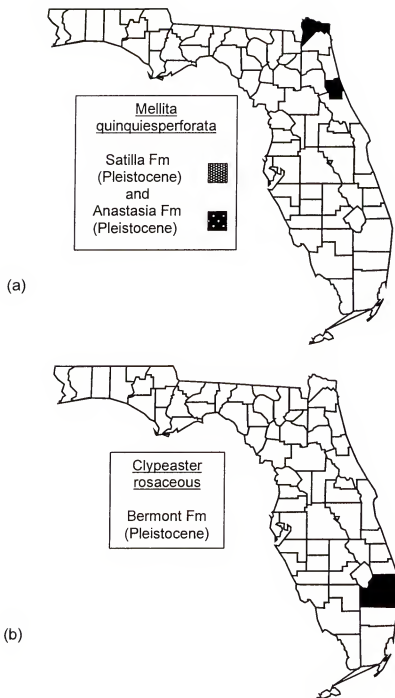 Mellita
quinquiesperforata
Satilla Fm
(Pleistocene)
and
Anastasia Fm
(Pleistocene)
(a)
Clypeaster
rosaceous
Bermont Fm
(Pleistocene)
(b)